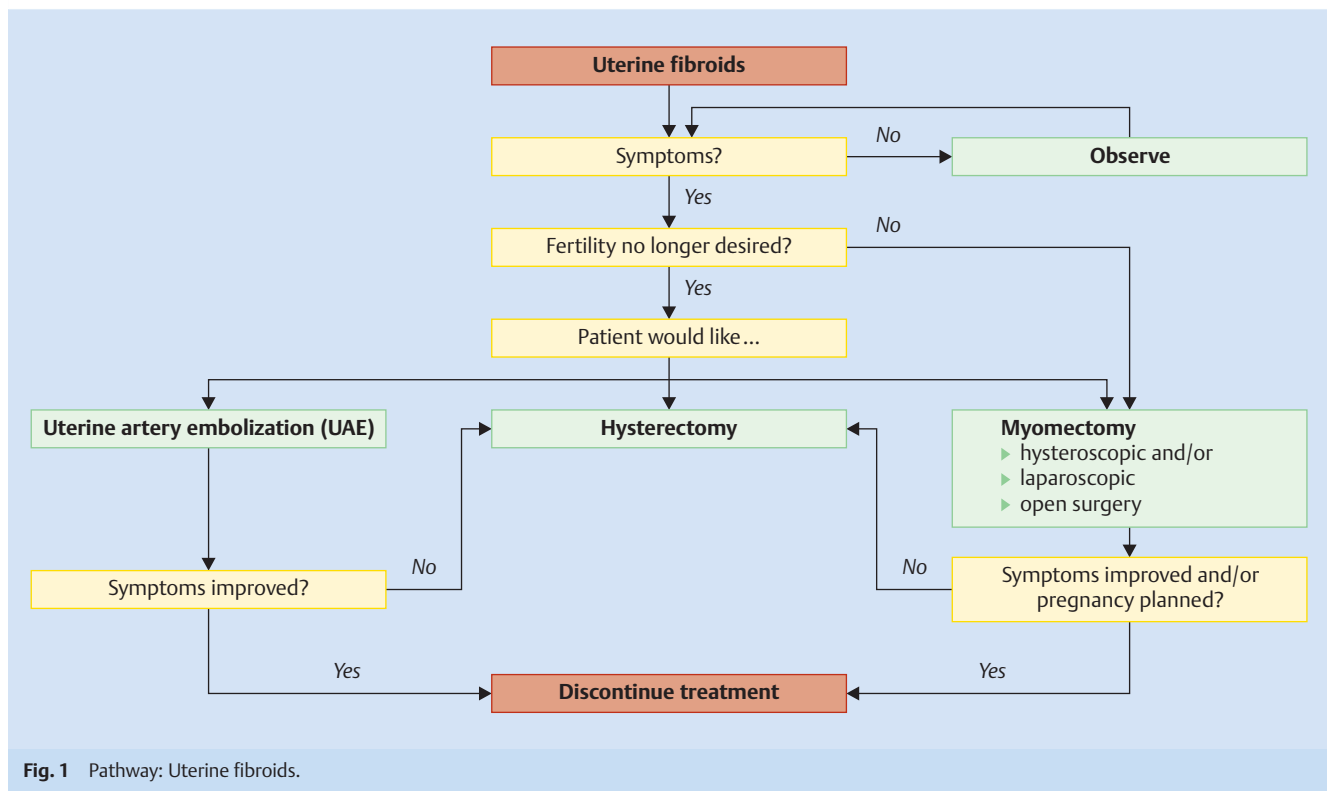 Uterine fibroids
Symptoms?
No
Observe
Yes
Fertility no longer desired?
No
Yes
Patient would like...
Uterine artery embolization (UAE)
Hysterectomy
Myomectomy
▶ hysteroscopic and/or
▶ laparoscopic
▶ open surgery
Symptoms improved?
No
No
Symptoms improved and/or
pregnancy planned?
Yes
Discontinue treatment
Yes
Fig. 1 Pathway: Uterine fibroids.